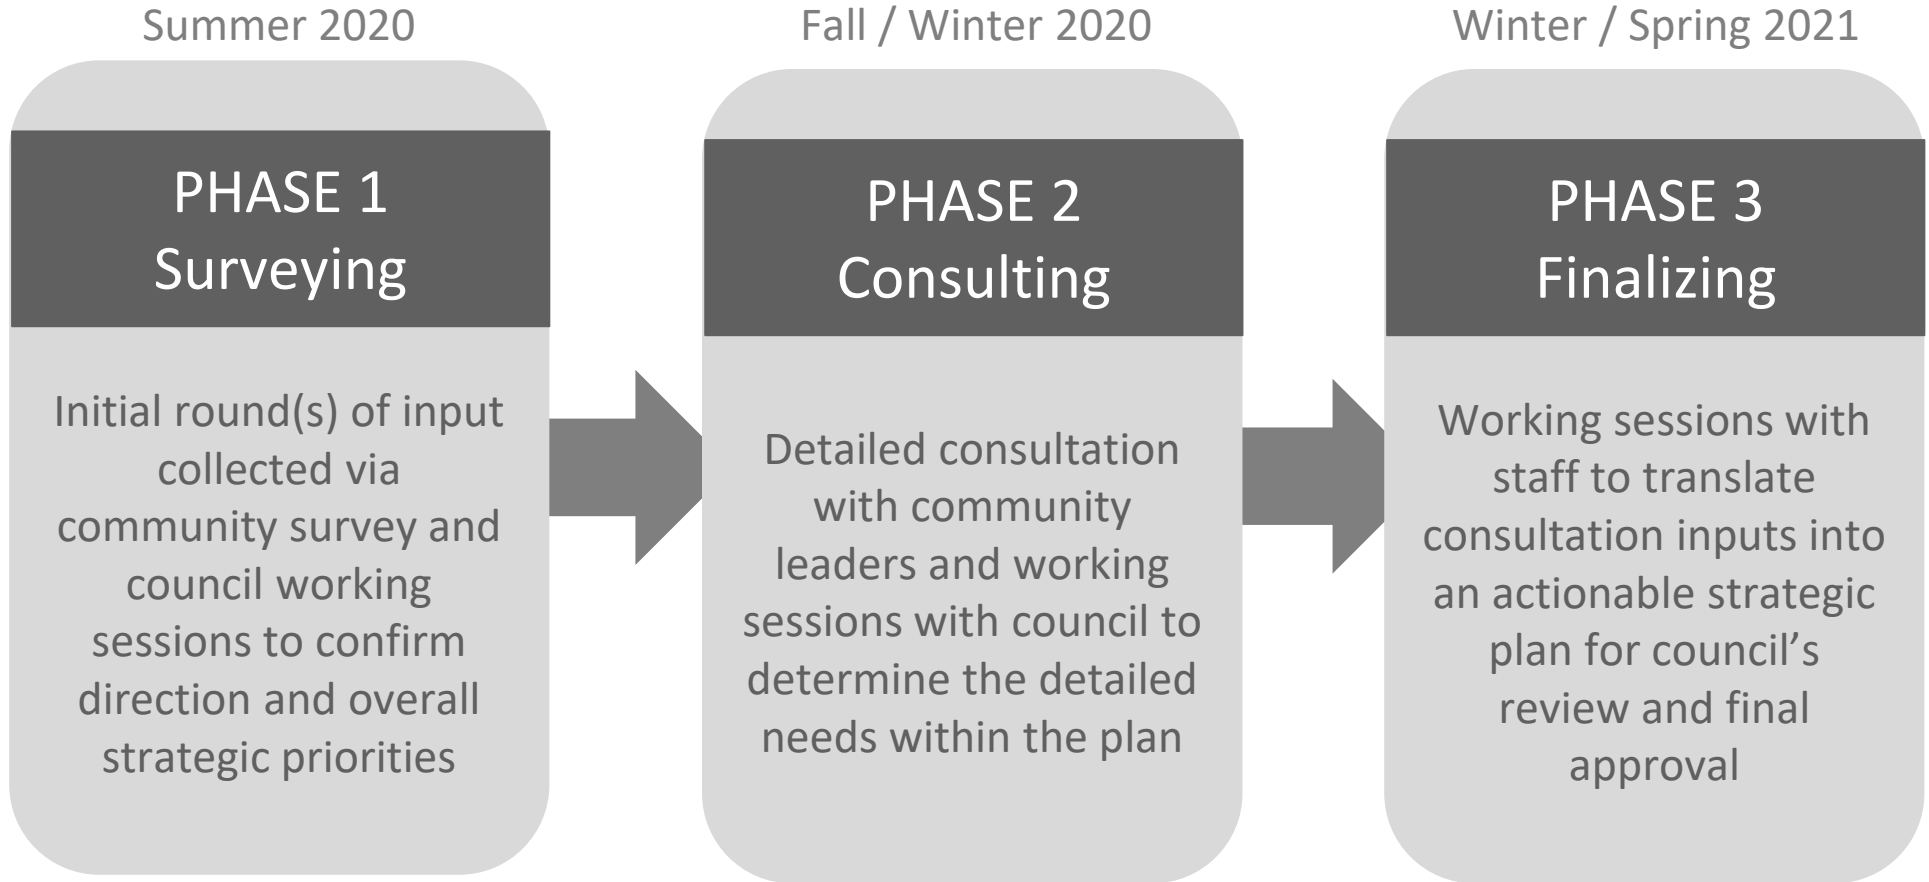 Summer 2020
PHASE 1
Surveying
Initial round(s) of input
collected via
community survey and
council working
sessions to confirm
direction and overall
strategic priorities
Fall / Winter 2020
PHASE 2
Consulting
Detailed consultation
with community
leaders and working
sessions with council to
determine the detailed
needs within the plan
Winter / Spring 2021
PHASE 3
Finalizing
Working sessions with
staff to translate
consultation inputs into
an actionable strategic
plan for council’s
review and final
approval